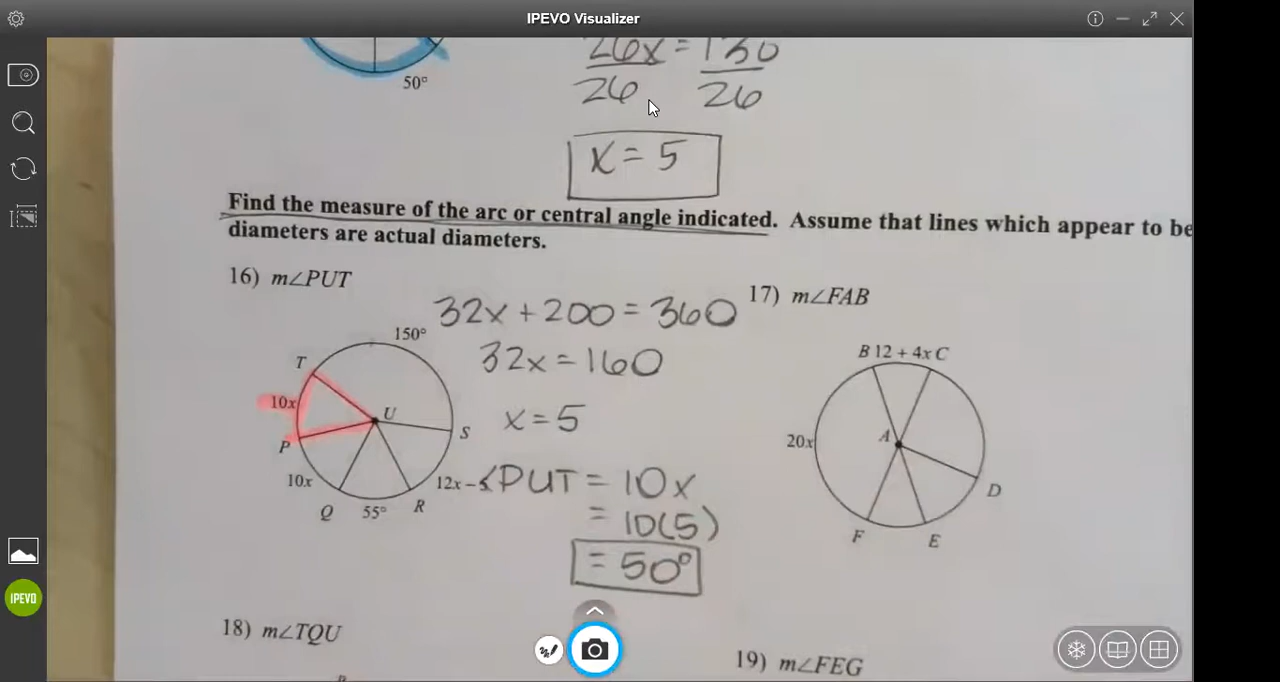 IPEVO Visualizer
26x = 130
26 26
50°
x = 5
Find the measure of the arc or central angle indicated. Assume that lines which appear to be
diameters are actual diameters.
16) m∠PUT
32x + 200 = 360
32x = 160
x = 5
∠PUT = 10x
= 10(5)
= 50°
150°
T
10x
U
S
P
10x
12x –
Q
55°
R
17) m∠FAB
B 12 + 4x C
20x
A
D
F
E
18) m∠TQU
19) m∠FEG
IPEVO